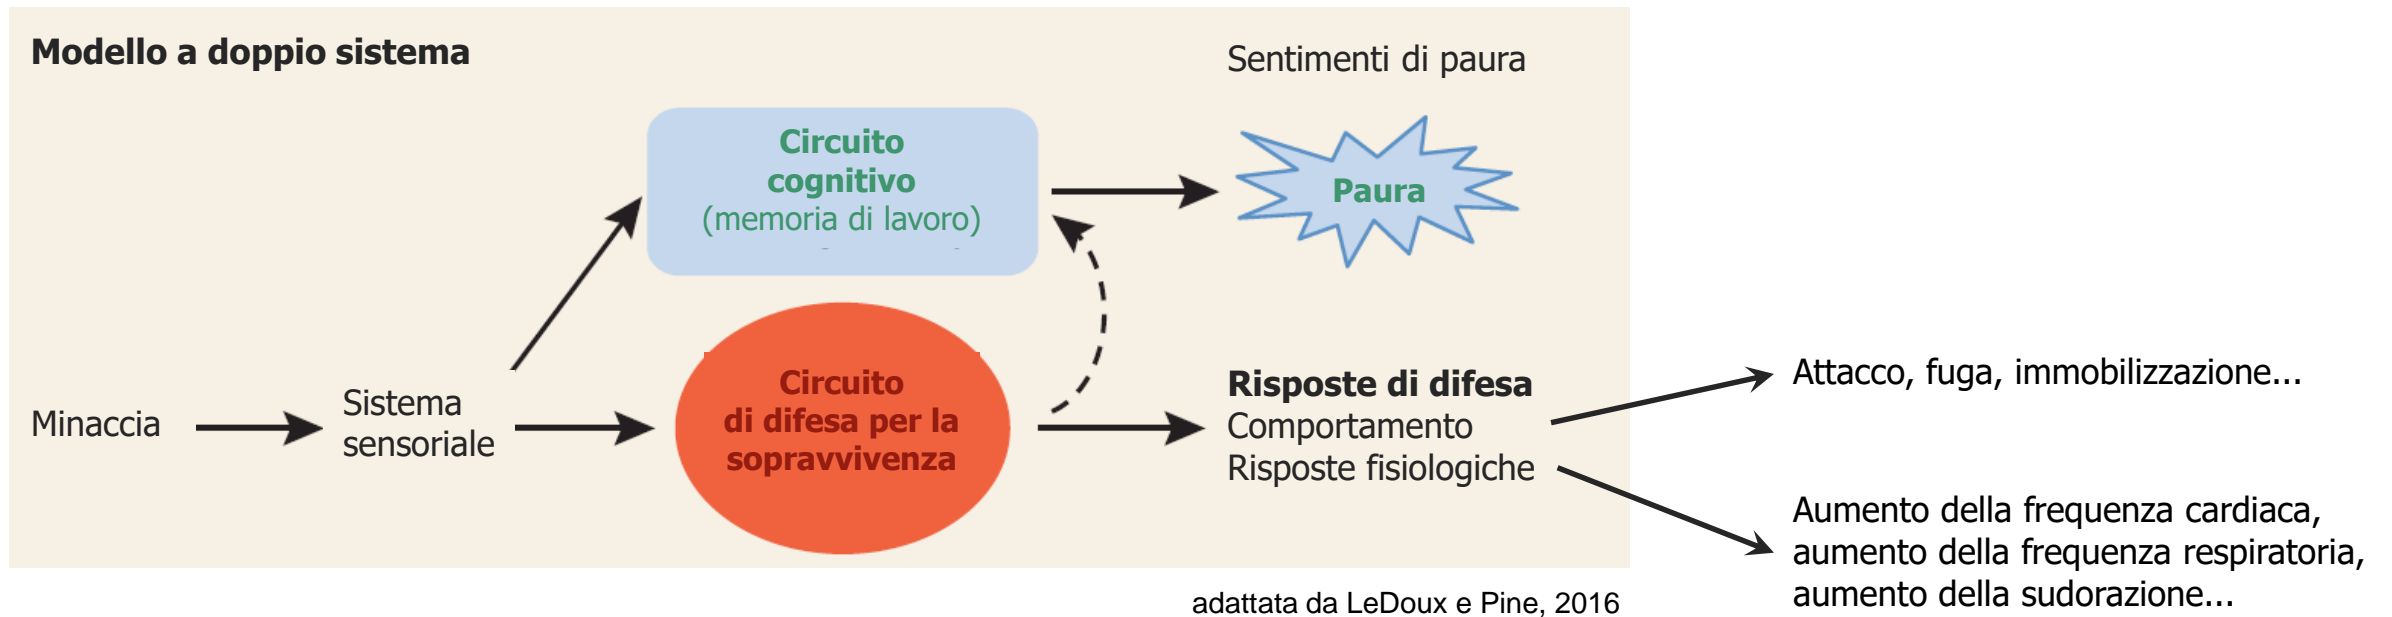 Modello a doppio sistema
Sentimenti di paura
Circuito
cognitivo
(memoria di lavoro)
Paura
Minaccia
Sistema
sensoriale
Circuito
di difesa per la
sopravvivenza
Risposte di difesa
Comportamento
Risposte fisiologiche
Attacco, fuga, immobilizzazione...
Aumento della frequenza cardiaca,
aumento della frequenza respiratoria,
aumento della sudorazione...
adattata da LeDoux e Pine, 2016